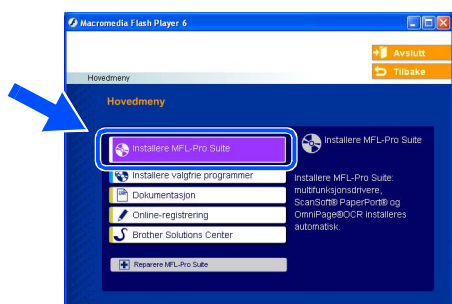 Macromedia Flash Player 6
Avslutt
Tilbake
Hovedmeny
Hovedmeny
Installere MFL-Pro Suite
Installere valgfrie programmer
Dokumentasjon
Online-registrering
Brother Solutions Center
Reparere MFL-Pro Suite
Installere MFL-Pro Suite
Installere MFL-Pro Suite:
multifunksjonsdrivere,
ScanSoft® PaperPort® og
OmniPage®OCR installeres
automatisk.